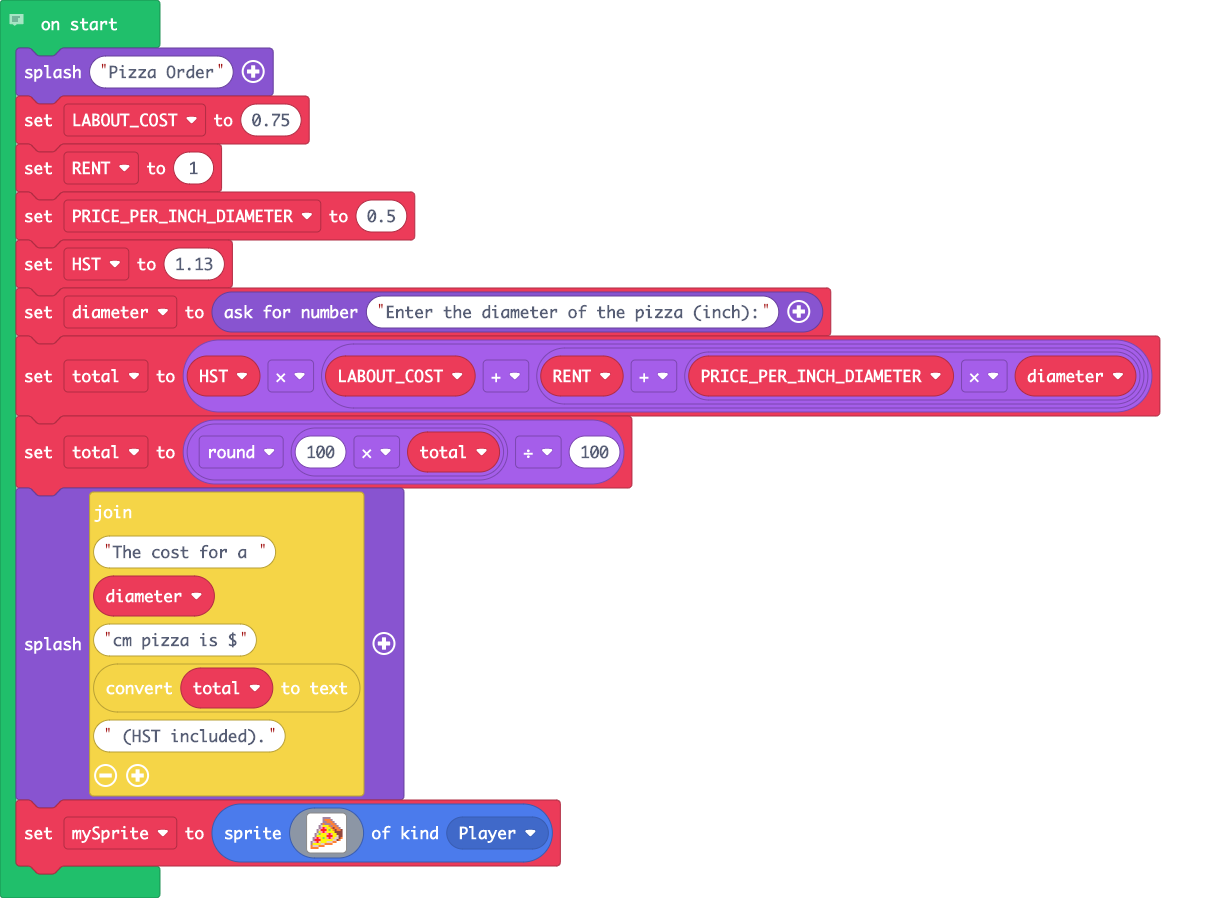 on start
splash "Pizza Order"
set LABOUT_COST to 0.75
set RENT to 1
set PRICE_PER_INCH_DIAMETER to 0.5
set HST to 1.13
set diameter to ask for number "Enter the diameter of the pizza (inch):"
set total to HST × LABOUT_COST + RENT + PRICE_PER_INCH_DIAMETER × diameter
set total to round 100 × total ÷ 100
join
"The cost for a "
diameter
"cm pizza is $"
splash
convert total to text
" (HST included)."
set mySprite to sprite of kind Player